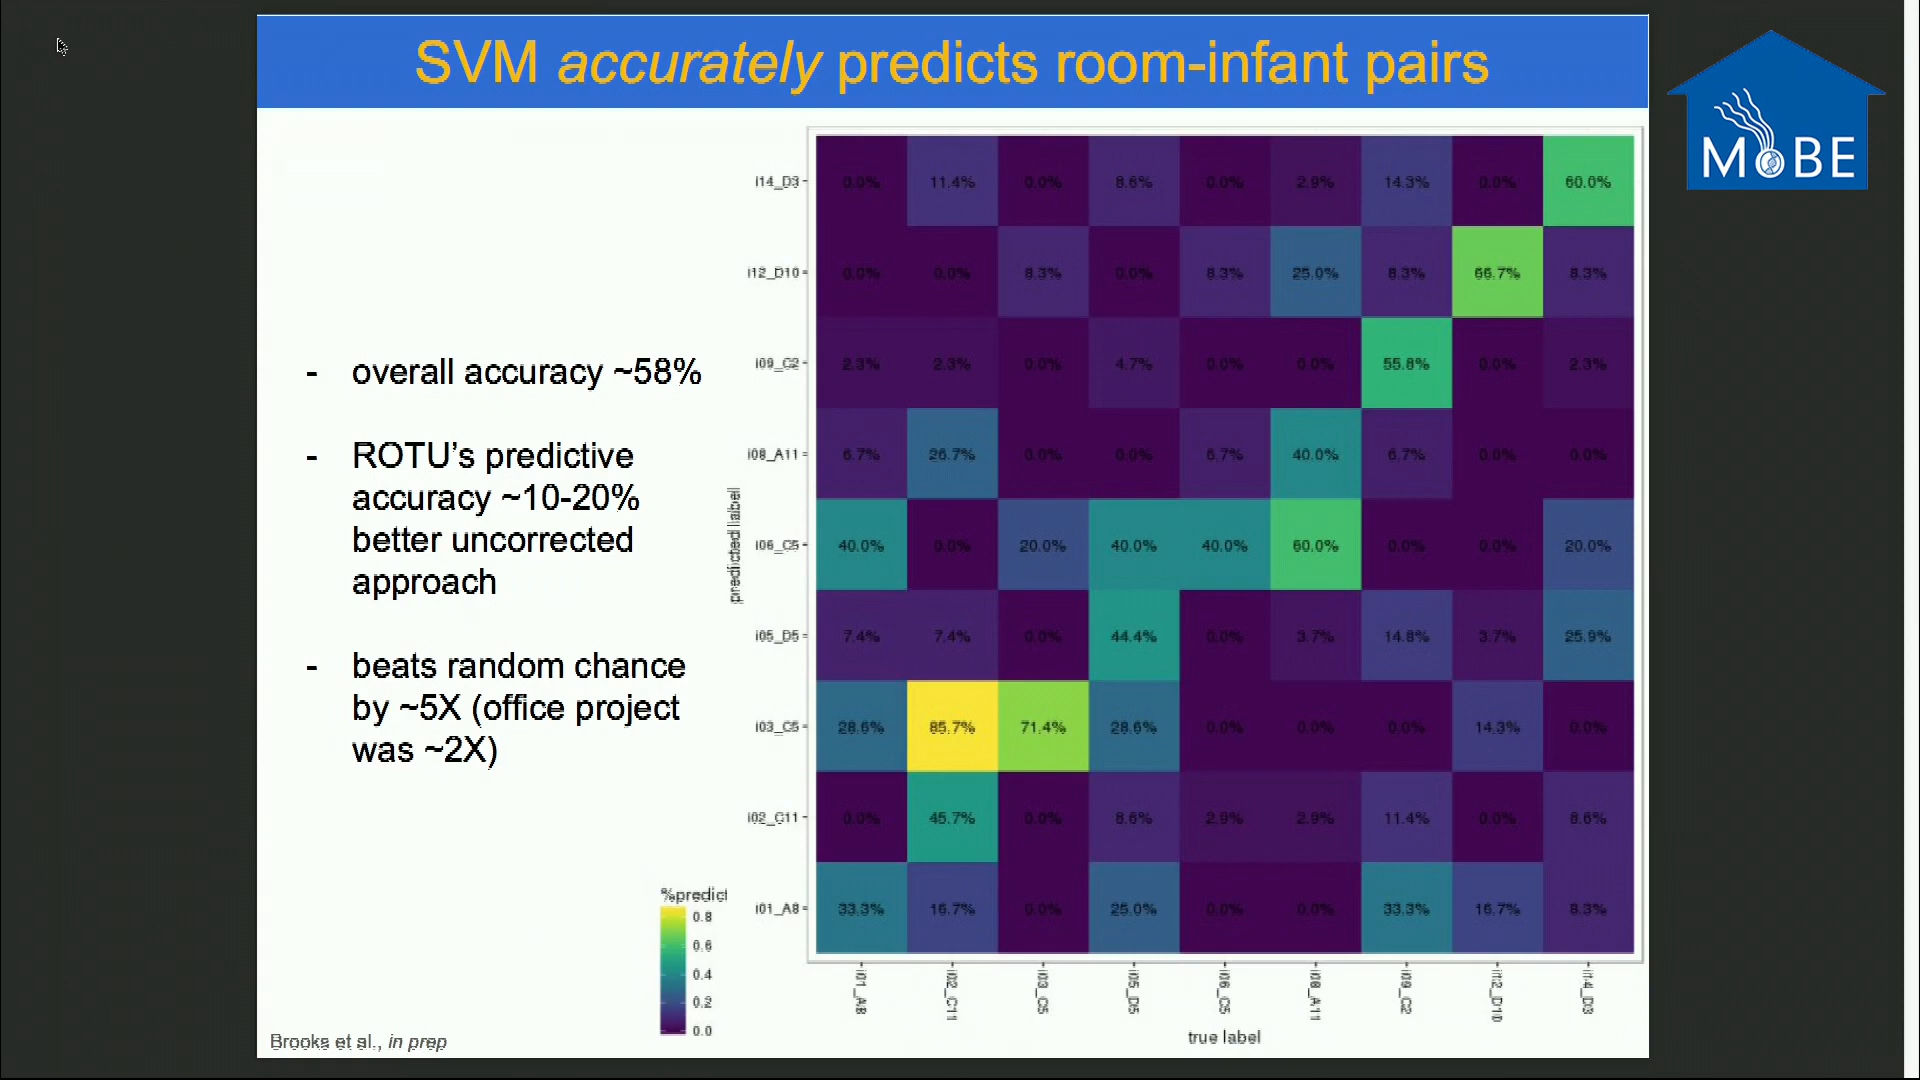 SVM accurately predicts room-infant pairs
MOBE
- overall accuracy ~58%
- ROTU's predictive
accuracy ~10-20%
better uncorrected
approach
- beats random chance
by ~5X (office project
was ~2X)
predicted label
i14_D3 0.0% 11.4% 0.0% 8.6% 0.0% 2.9% 14.3% 0.0% 60.0%
i12_D10 0.0% 0.0% 8.3% 0.0% 8.3% 25.0% 8.3% 66.7% 8.3%
i09_C2 2.3% 2.3% 0.0% 4.7% 0.0% 0.0% 55.8% 0.0% 2.3%
i08_A11 6.7% 26.7% 0.0% 0.0% 6.7% 40.0% 6.7% 0.0% 0.0%
i06_C5 40.0% 0.0% 20.0% 40.0% 40.0% 60.0% 0.0% 0.0% 20.0%
i05_D5 7.4% 7.4% 0.0% 44.4% 0.0% 3.7% 14.8% 3.7% 25.9%
i03_C5 28.6% 85.7% 71.4% 28.6% 0.0% 0.0% 0.0% 14.3% 0.0%
i02_C11 0.0% 45.7% 0.0% 8.6% 2.9% 2.9% 11.4% 0.0% 8.6%
i01_A8 33.3% 16.7% 0.0% 25.0% 0.0% 0.0% 33.3% 16.7% 8.3%
i01_A8 i02_C11 i03_C5 i05_D5 i06_C5 i08_A11 i09_C2 i12_D10 i14_D3
true label
%predict
0.8
0.6
0.4
0.2
0.0
Brooks et al., in prep